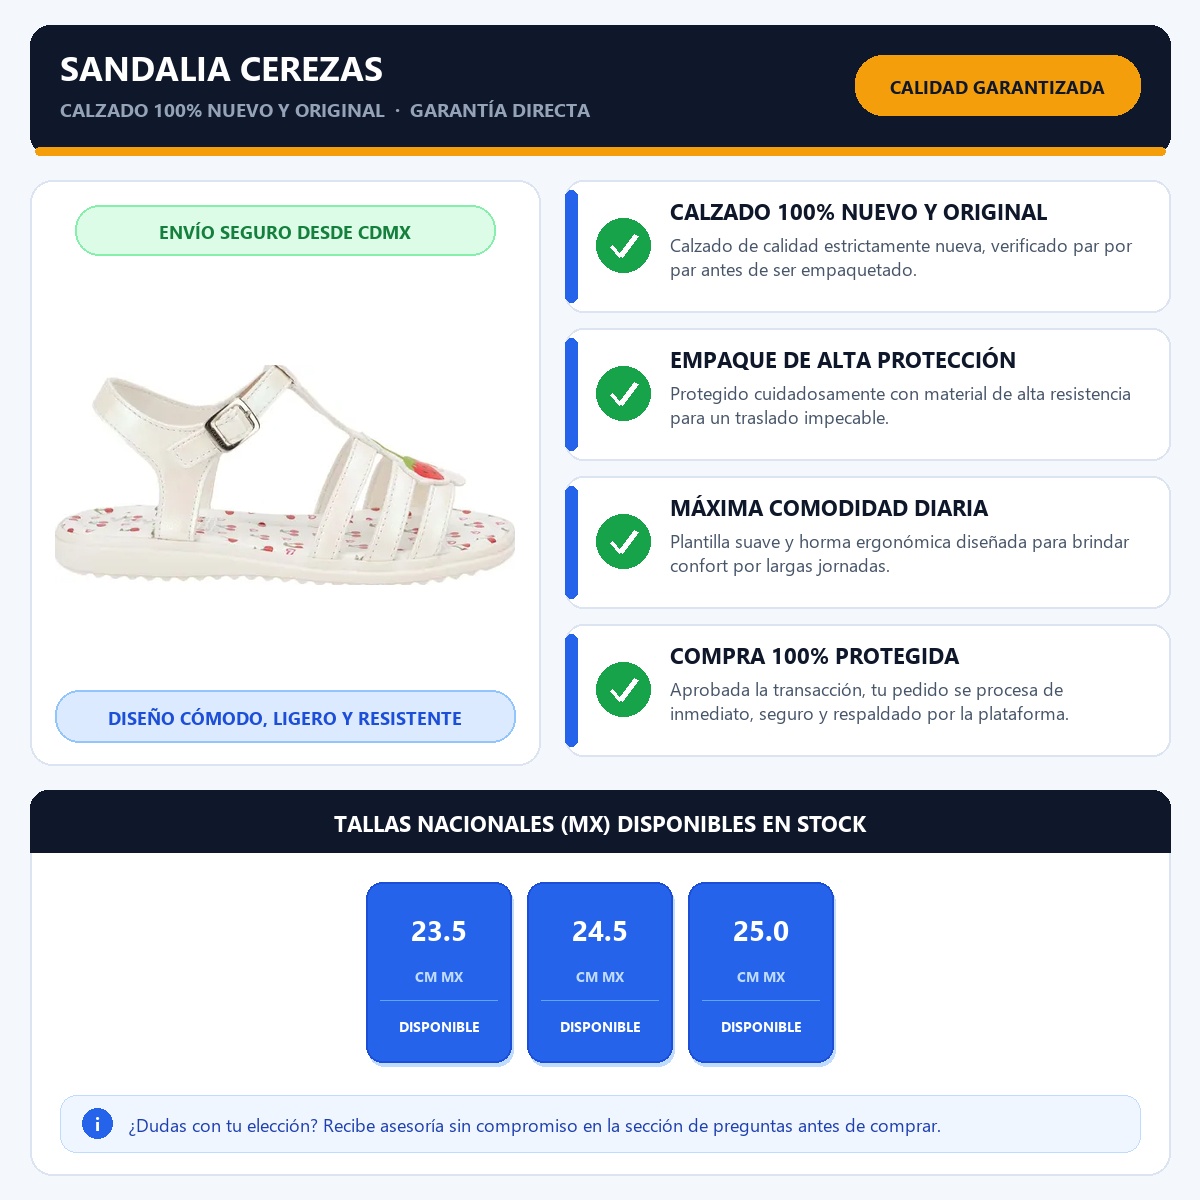 SANDALIA CEREZAS
CALZADO 100% NUEVO Y ORIGINAL · GARANTÍA DIRECTA
CALIDAD GARANTIZADA
ENVÍO SEGURO DESDE CDMX
DISEÑO CÓMODO, LIGERO Y RESISTENTE
CALZADO 100% NUEVO Y ORIGINAL
Calzado de calidad estrictamente nueva, verificado par por
par antes de ser empaquetado.
EMPAQUE DE ALTA PROTECCIÓN
Protegido cuidadosamente con material de alta resistencia
para un traslado impecable.
MÁXIMA COMODIDAD DIARIA
Plantilla suave y horma ergonómica diseñada para brindar
confort por largas jornadas.
COMPRA 100% PROTEGIDA
Aprobada la transacción, tu pedido se procesa de
inmediato, seguro y respaldado por la plataforma.
TALLAS NACIONALES (MX) DISPONIBLES EN STOCK
23.5
CM MX
DISPONIBLE
24.5
CM MX
DISPONIBLE
25.0
CM MX
DISPONIBLE
¿Dudas con tu elección? Recibe asesoría sin compromiso en la sección de preguntas antes de comprar.